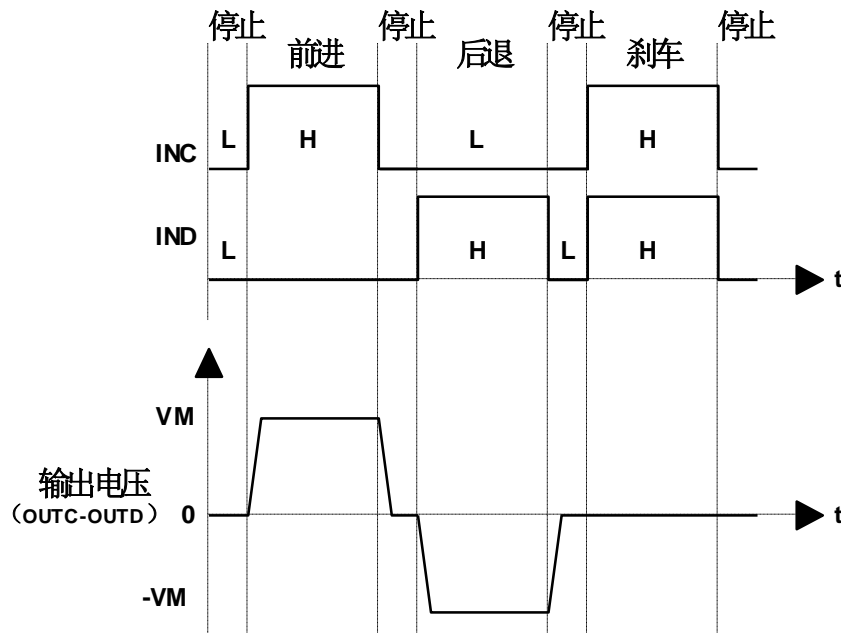 停止 停止 停止 停止
前进 后退 刹车
L H L H
INC
IND
L H L H
t
VM
输出电压
（OUTC-OUTD） 0
t
-VM